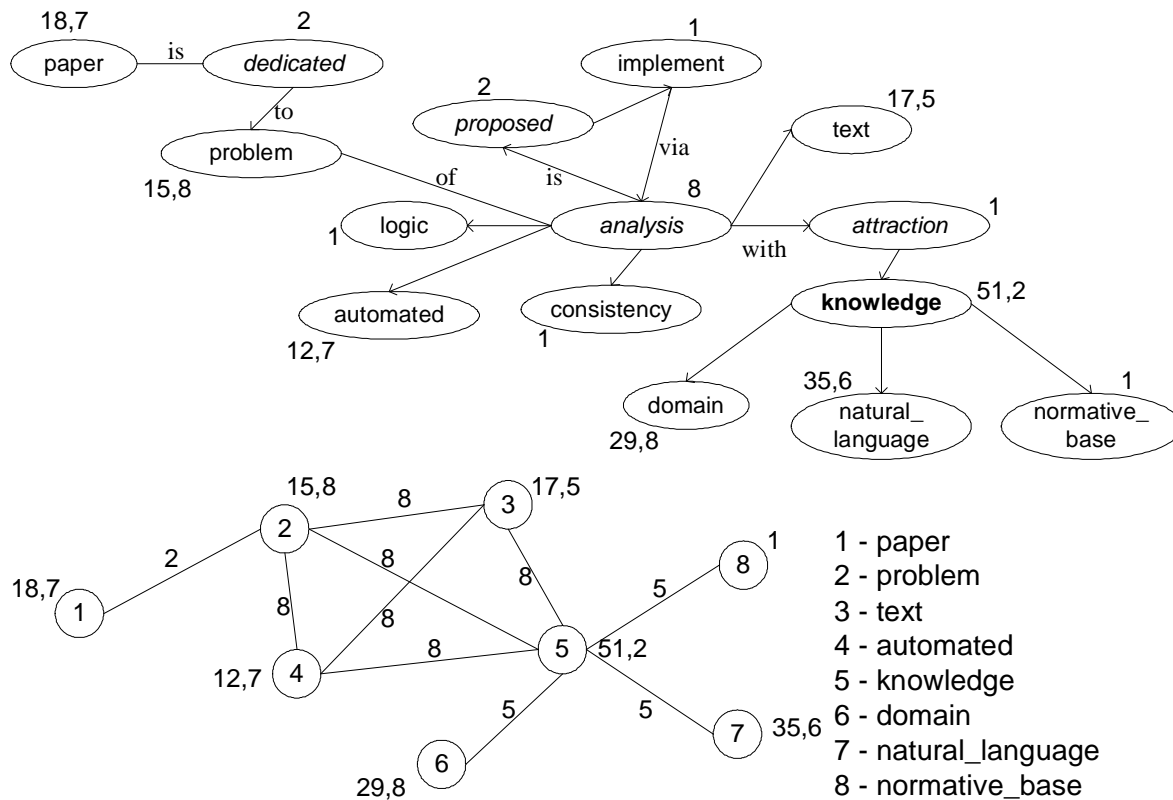 18,7
2
1
paper
is
dedicated
implement
2
17,5
to
proposed
text
problem
via
15,8
of
is
8
1
logic
analysis
attraction
1
with
automated
consistency
knowledge
51,2
12,7
1
35,6
1
domain
natural_
language
normative_
base
29,8
15,8
17,5
8
3
2
1
2
8
8
8
18,7
1
5
8
8
8
5
51,2
12,7
4
8
5
5
7
35,6
6
29,8
1 - paper
2 - problem
3 - text
4 - automated
5 - knowledge
6 - domain
7 - natural_language
8 - normative_base